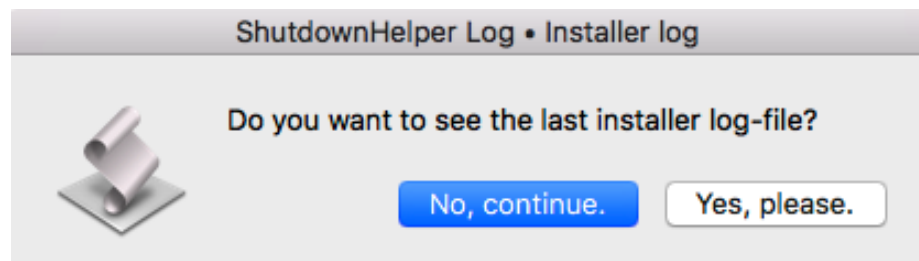 ShutdownHelper Log • Installer log
Do you want to see the last installer log-file?
No, continue.
Yes, please.